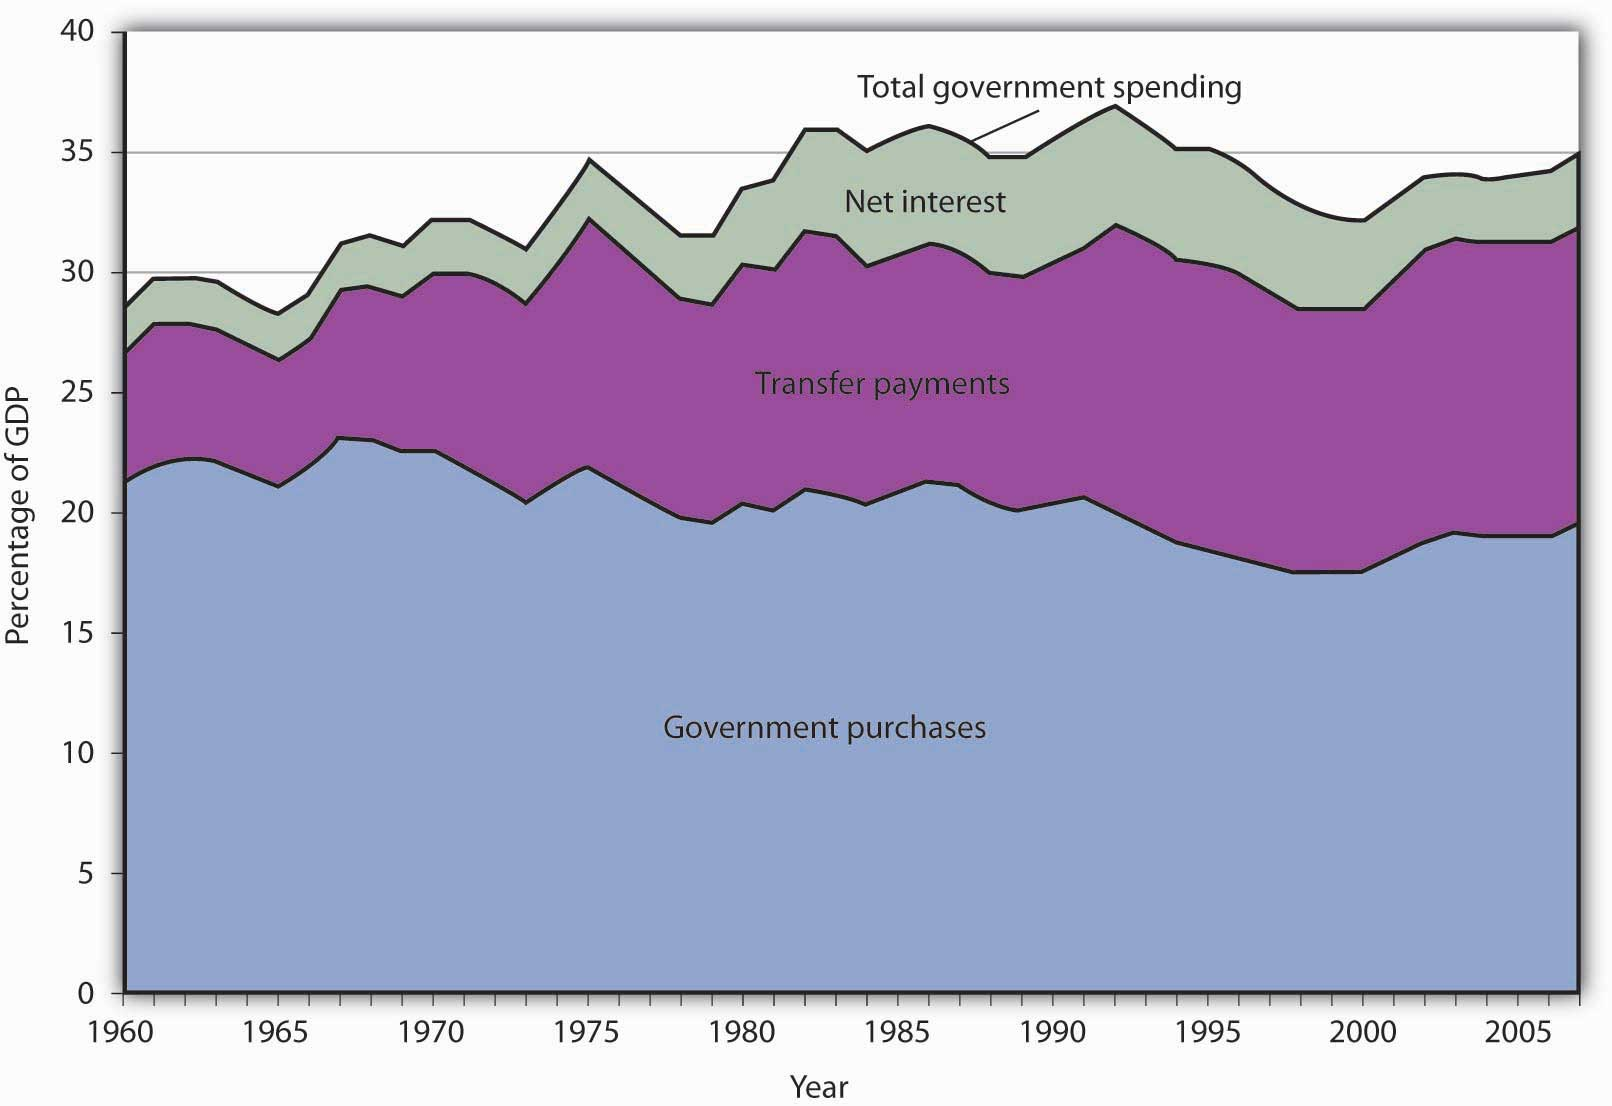 40
35
30
25
20
15
10
5
0
Percentage of GDP
Total government spending
Net interest
Transfer payments
Government purchases
1960 1965 1970 1975 1980 1985 1990 1995 2000 2005
Year